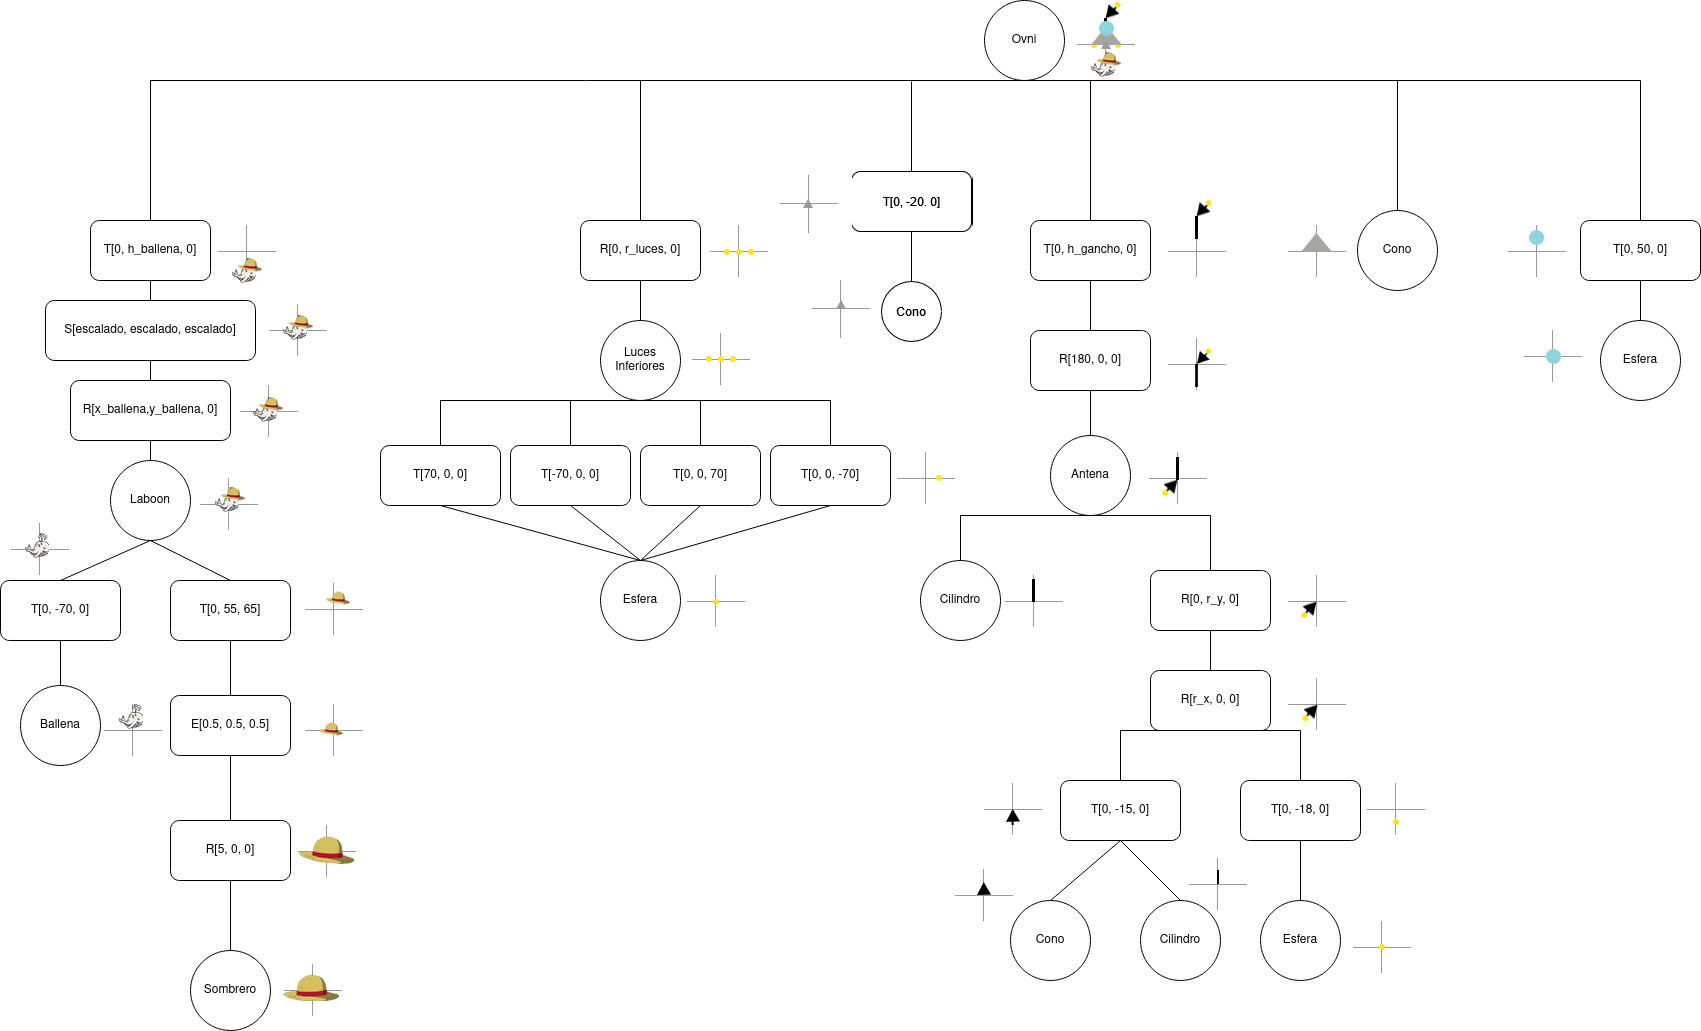 Ovni
T[0, h_ballena, 0]
S[escalado, escalado, escalado]
R[x_ballena,y_ballena, 0]
Laboon
T[0, -70, 0]
Ballena
T[0, 55, 65]
E[0.5, 0.5, 0.5]
R[5, 0, 0]
Sombrero
R[0, r_luces, 0]
Luces
Inferiores
T[70, 0, 0]
T[-70, 0, 0]
T[0, 0, 70]
T[0, 0, -70]
Esfera
T[0, -20. 0]
Cono
T[0, h_gancho, 0]
R[180, 0, 0]
Antena
Cilindro
R[0, r_y, 0]
R[r_x, 0, 0]
T[0, -15, 0]
Cono
Cilindro
T[0, -18, 0]
Esfera
Cono
T[0, 50, 0]
Esfera